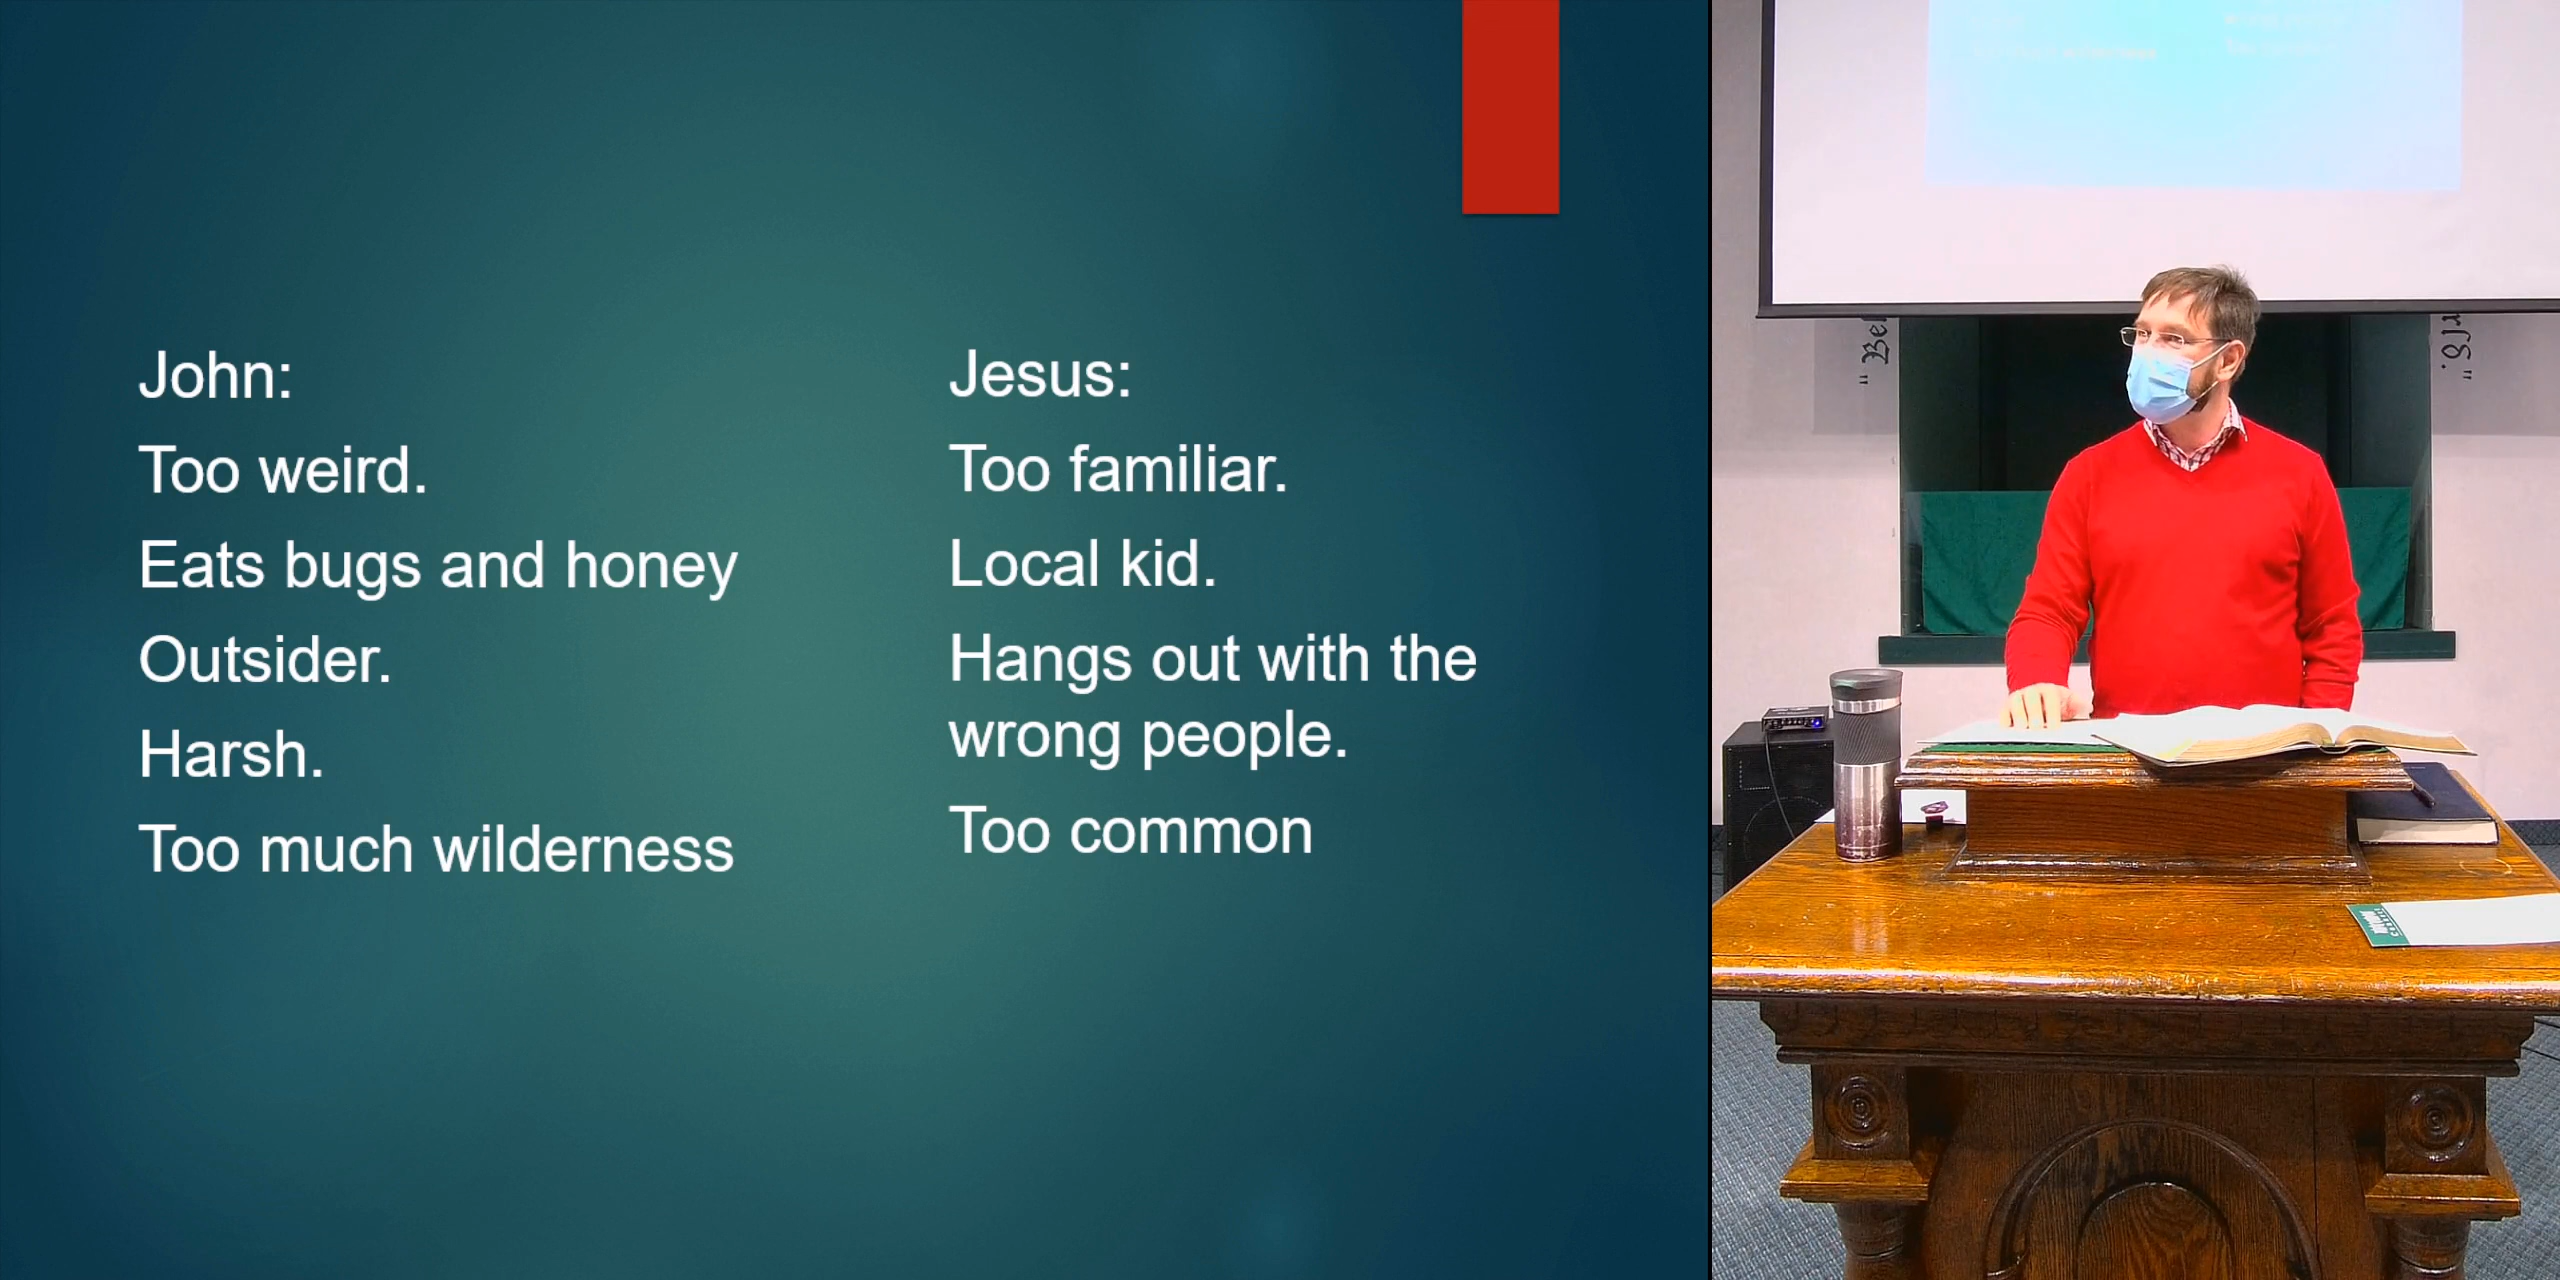 John:
Too weird.
Eats bugs and honey
Outsider.
Harsh.
Too much wilderness
Jesus:
Too familiar.
Local kid.
Hangs out with the
wrong people.
Too common